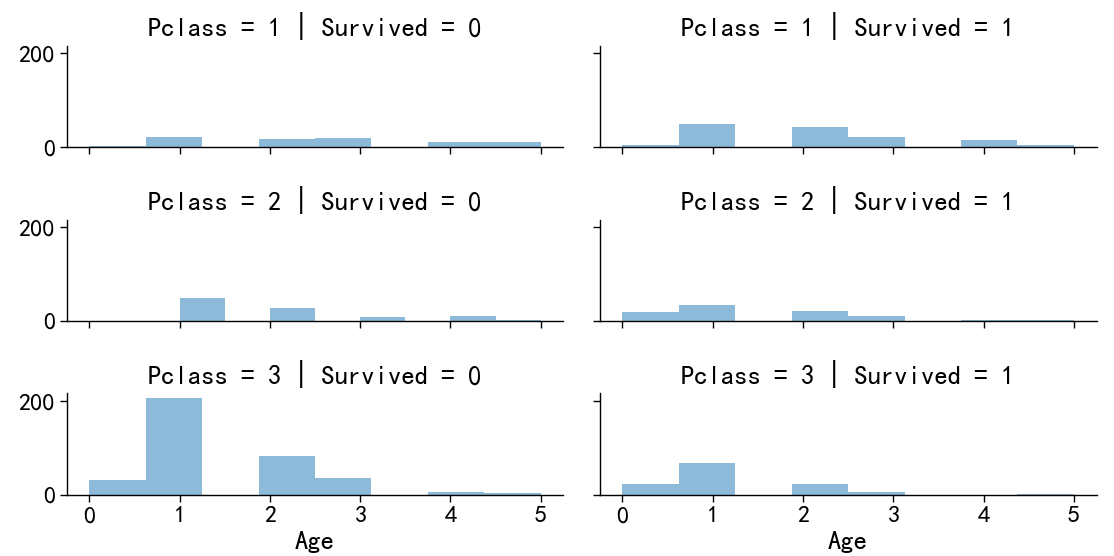 Pclass = 1 | Survived = 0
Pclass = 1 | Survived = 1
200
0
Pclass = 2 | Survived = 0
Pclass = 2 | Survived = 1
200
0
Pclass = 3 | Survived = 0
Pclass = 3 | Survived = 1
200
0
0 1 2 3 4 5
0 1 2 3 4 5
Age
Age